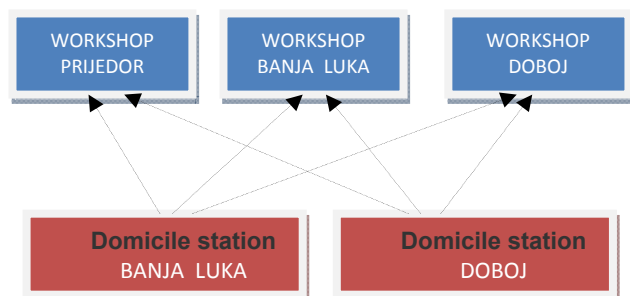 WORKSHOP
PRIJEDOR
WORKSHOP
BANJA LUKA
WORKSHOP
DOBOJ
Domicile station
BANJA LUKA
Domicile station
DOBOJ